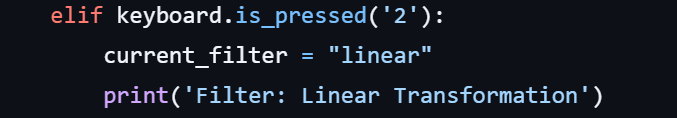 elif keyboard.is_pressed('2'):
current_filter = "linear"
print('Filter: Linear Transformation')